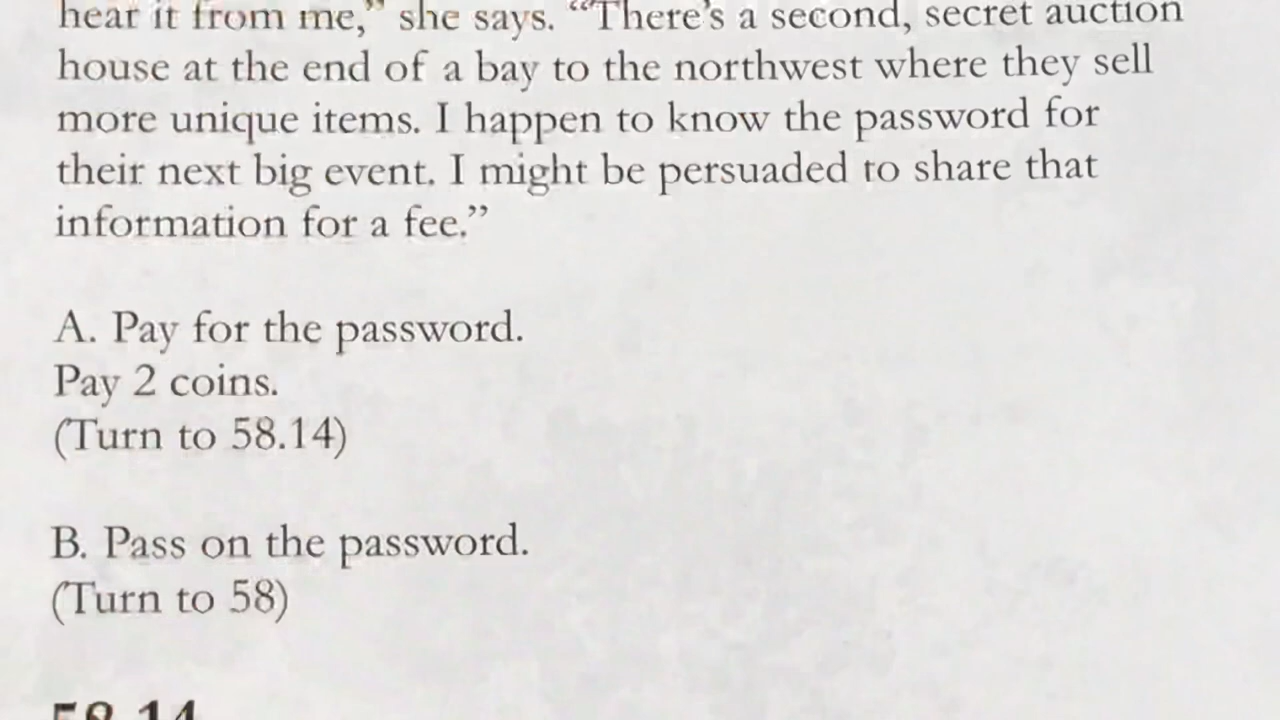 hear it from me,” she says. “There’s a second, secret auction
house at the end of a bay to the northwest where they sell
more unique items. I happen to know the password for
their next big event. I might be persuaded to share that
information for a fee.”
A. Pay for the password.
Pay 2 coins.
(Turn to 58.14)
B. Pass on the password.
(Turn to 58)
58.14